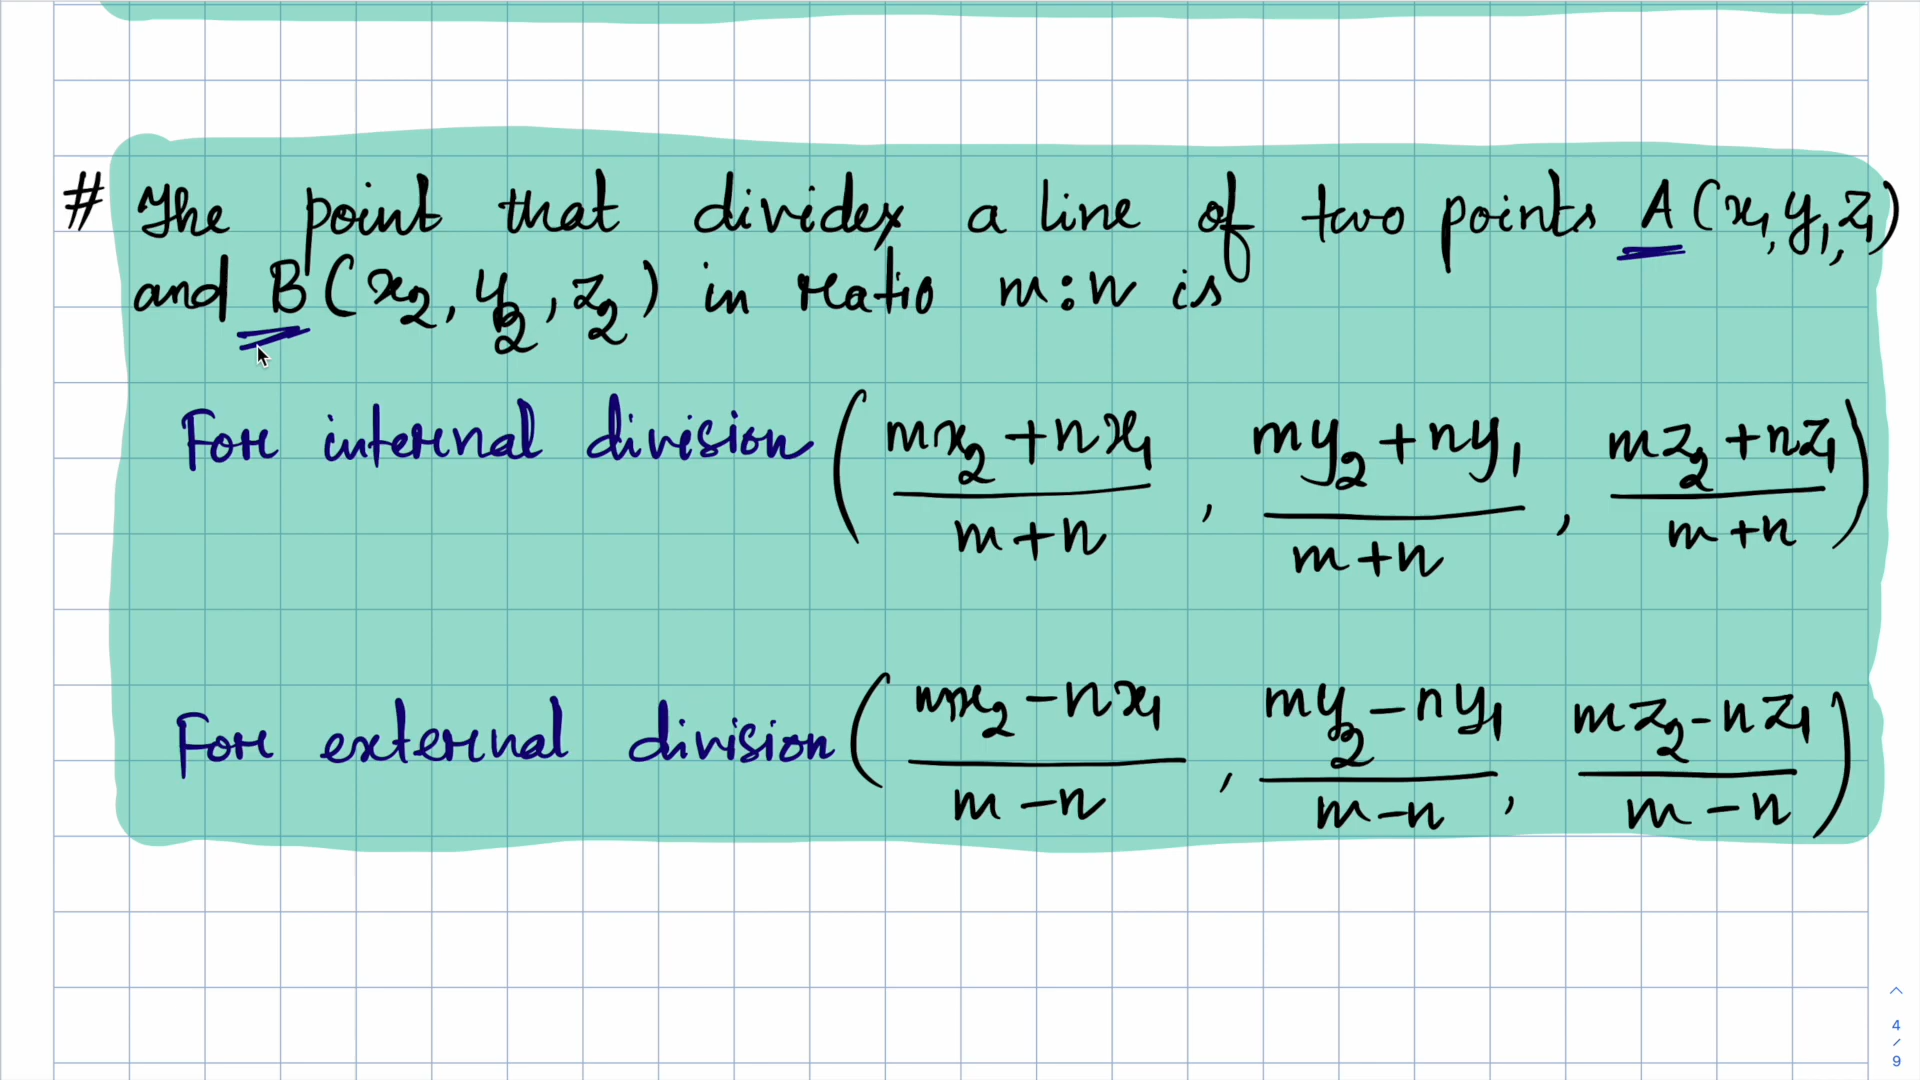 # The point that divides a line of two points A (x₁, y₁, z₁)
and B (x₂, y₂, z₂) in ratio m:n is
For internal division ( (mx₂ + nx₁)/(m+n) , (my₂ + ny₁)/(m+n) , (mz₂ + nz₁)/(m+n) )
For external division ( (mx₂ − nx₁)/(m−n) , (my₂ − ny₁)/(m−n) , (mz₂ − nz₁)/(m−n) )
4
/
9